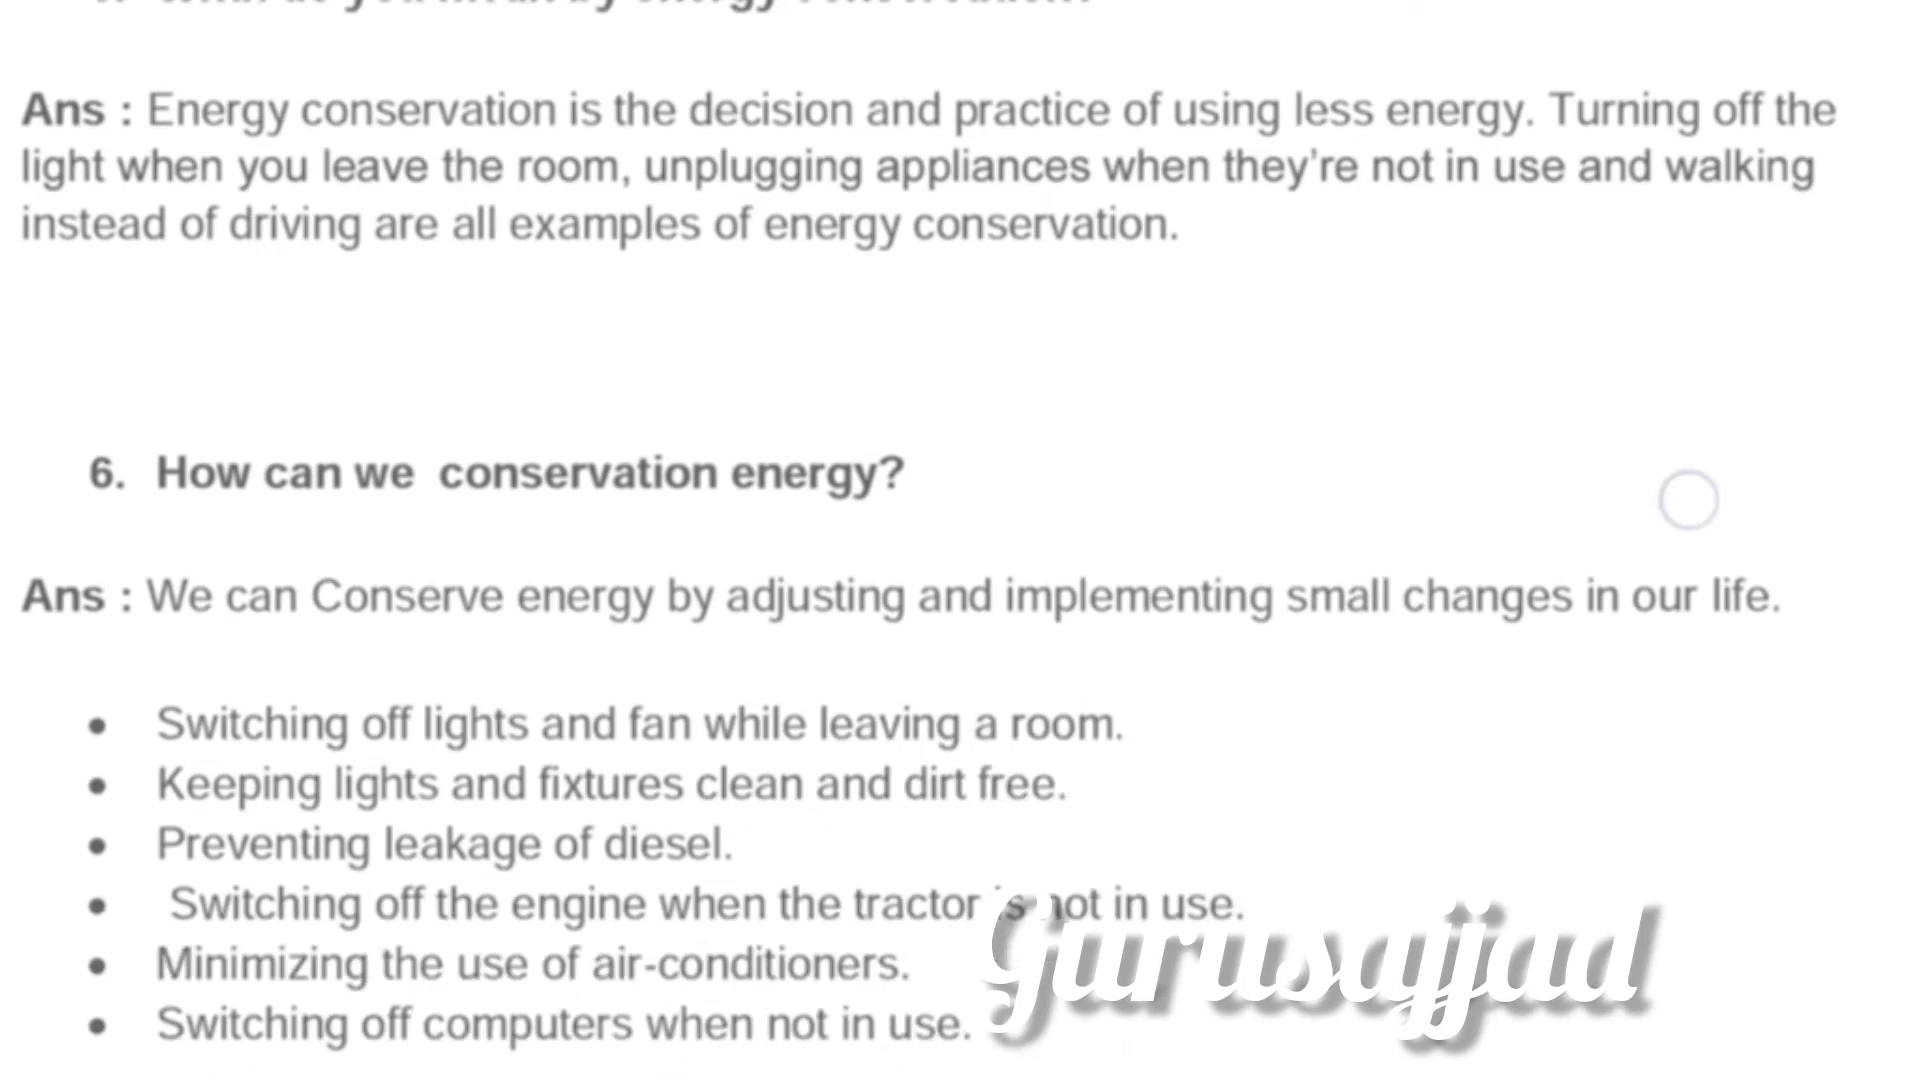 Ans : Energy conservation is the decision and practice of using less energy. Turning off the
light when you leave the room, unplugging appliances when they’re not in use and walking
instead of driving are all examples of energy conservation.
6. How can we conservation energy?
Ans : We can Conserve energy by adjusting and implementing small changes in our life.
• Switching off lights and fan while leaving a room.
• Keeping lights and fixtures clean and dirt free.
• Preventing leakage of diesel.
• Switching off the engine when the tractor is not in use.
• Minimizing the use of air-conditioners.
• Switching off computers when not in use.
Gurusajjad